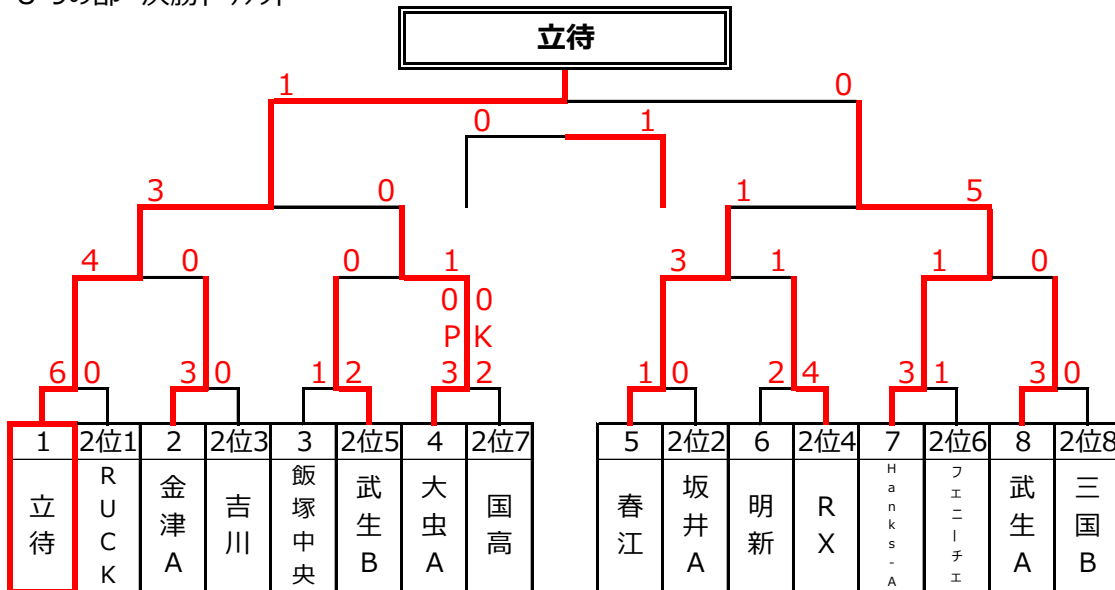 立待
1 0
0 1
3 0 1 5
4 0 0 1 3 1 1 0
0 0
P K
6 0 3 0 1 2 3 2 1 0 2 4 3 1 3 0
1 2位1 2 2位3 3 2位5 4 2位7 5 2位2 6 2位4 7 2位6 8 2位8
立待
RUCK
金津A
吉川
飯塚中央
武生B
大虫A
国高
春江
坂井A
明新
RX
Hanks-A
フェニーチェ
武生A
三国B